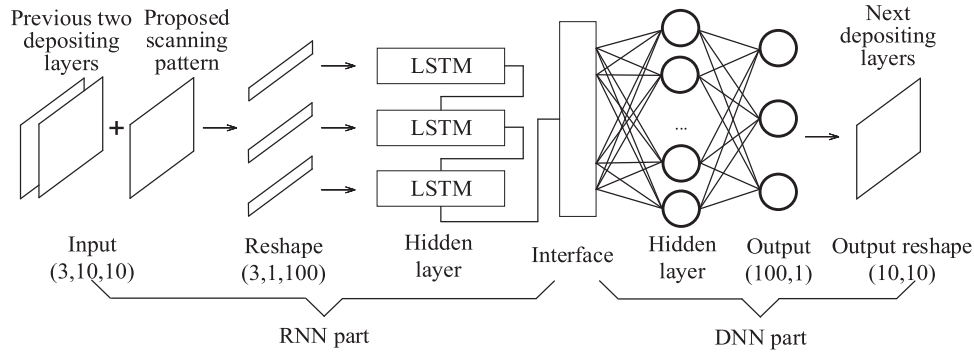 Previous two
depositing
layers
Proposed
scanning
pattern
+
LSTM
LSTM
LSTM
...
Next
depositing
layers
Input
(3,10,10)
Reshape
(3,1,100)
Hidden
layer
Interface
Hidden
layer
Output
(100,1)
Output reshape
(10,10)
RNN part
DNN part